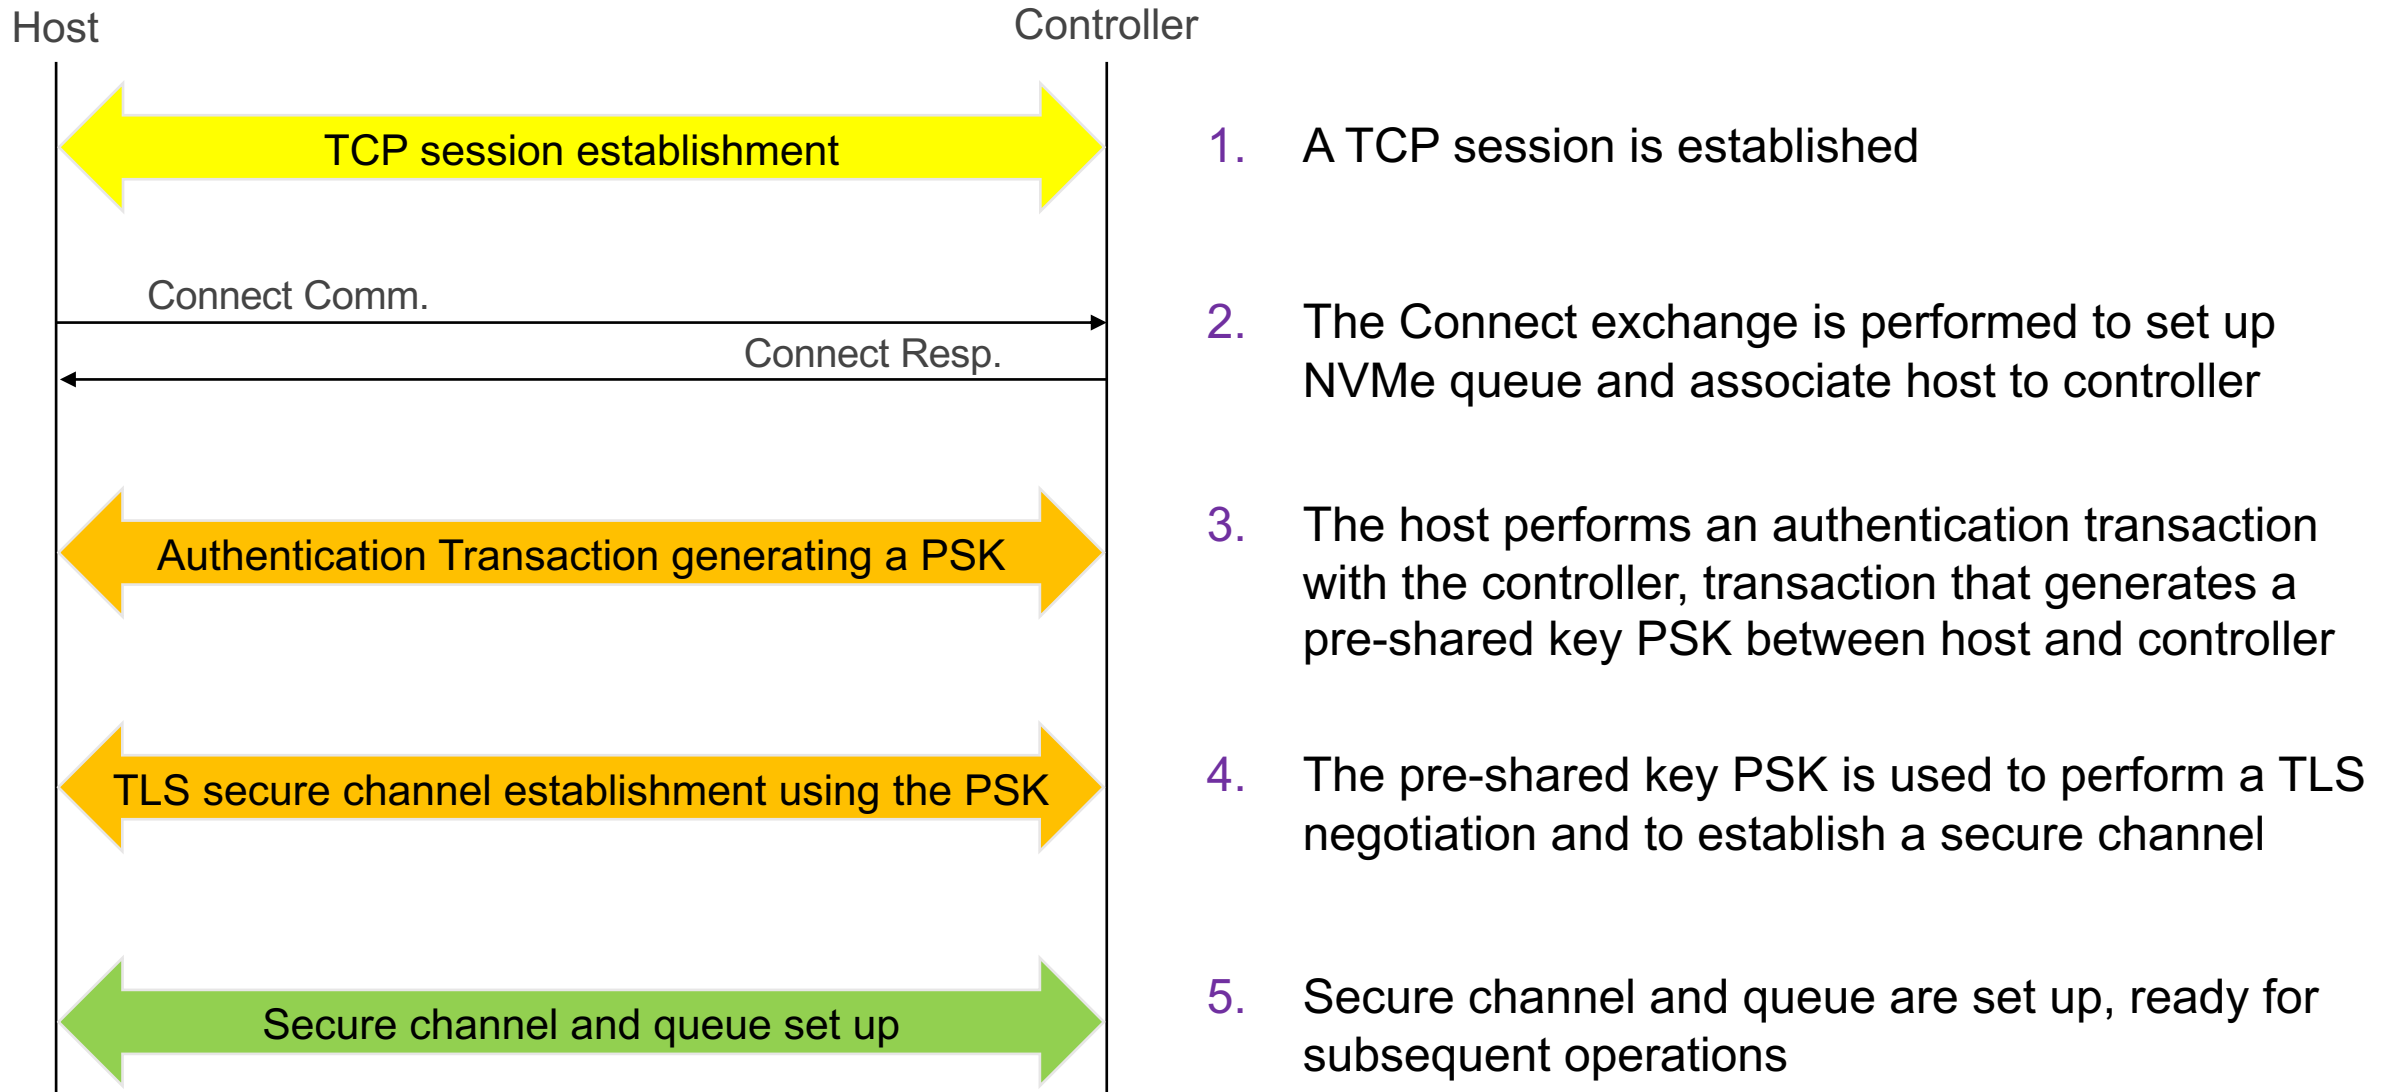 Host
Controller
TCP session establishment
1. A TCP session is established
Connect Comm.
Connect Resp.
2. The Connect exchange is performed to set up
NVMe queue and associate host to controller
Authentication Transaction generating a PSK
3. The host performs an authentication transaction
with the controller, transaction that generates a
pre-shared key PSK between host and controller
TLS secure channel establishment using the PSK
4. The pre-shared key PSK is used to perform a TLS
negotiation and to establish a secure channel
Secure channel and queue set up
5. Secure channel and queue are set up, ready for
subsequent operations